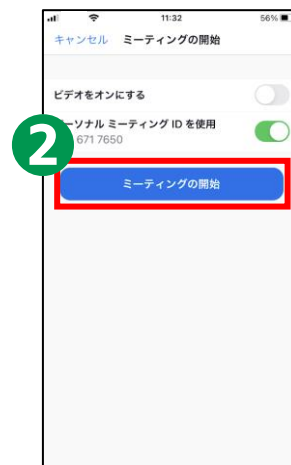 11:32
56%
キャンセル ミーティングの開始
ビデオをオンにする
ーソナル ミーティング ID を使用
671 7650
2
ミーティングの開始